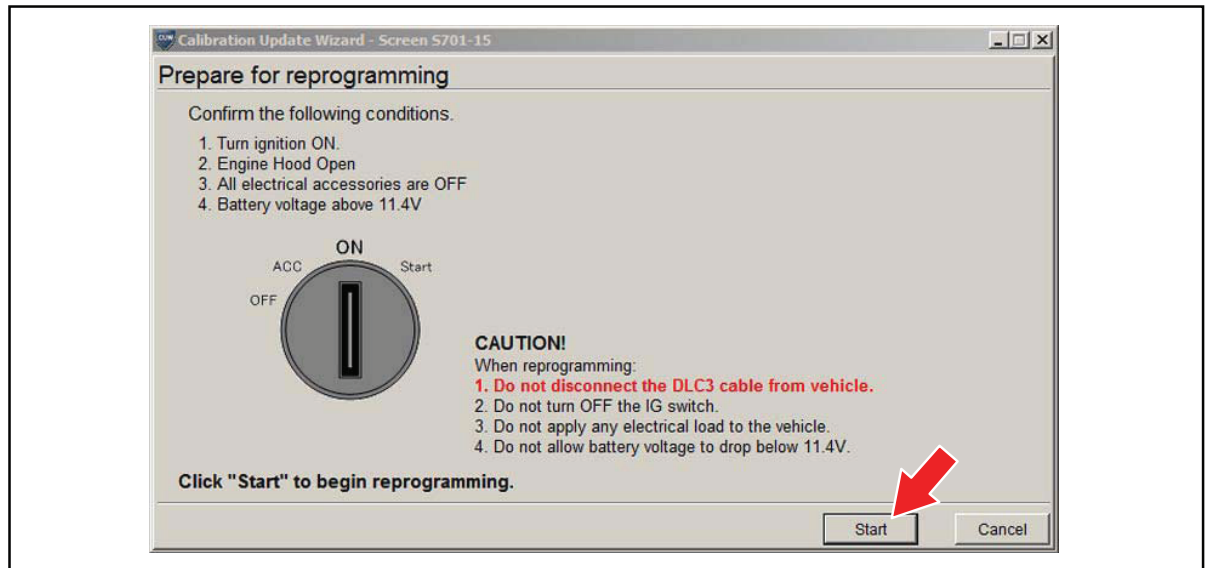 CUW Calibration Update Wizard - Screen S701-15
Prepare for reprogramming
Confirm the following conditions.
1. Turn ignition ON.
2. Engine Hood Open
3. All electrical accessories are OFF
4. Battery voltage above 11.4V
ON
ACC
Start
OFF
CAUTION!
When reprogramming:
1. Do not disconnect the DLC3 cable from vehicle.
2. Do not turn OFF the IG switch.
3. Do not apply any electrical load to the vehicle.
4. Do not allow battery voltage to drop below 11.4V.
Click "Start" to begin reprogramming.
Start
Cancel